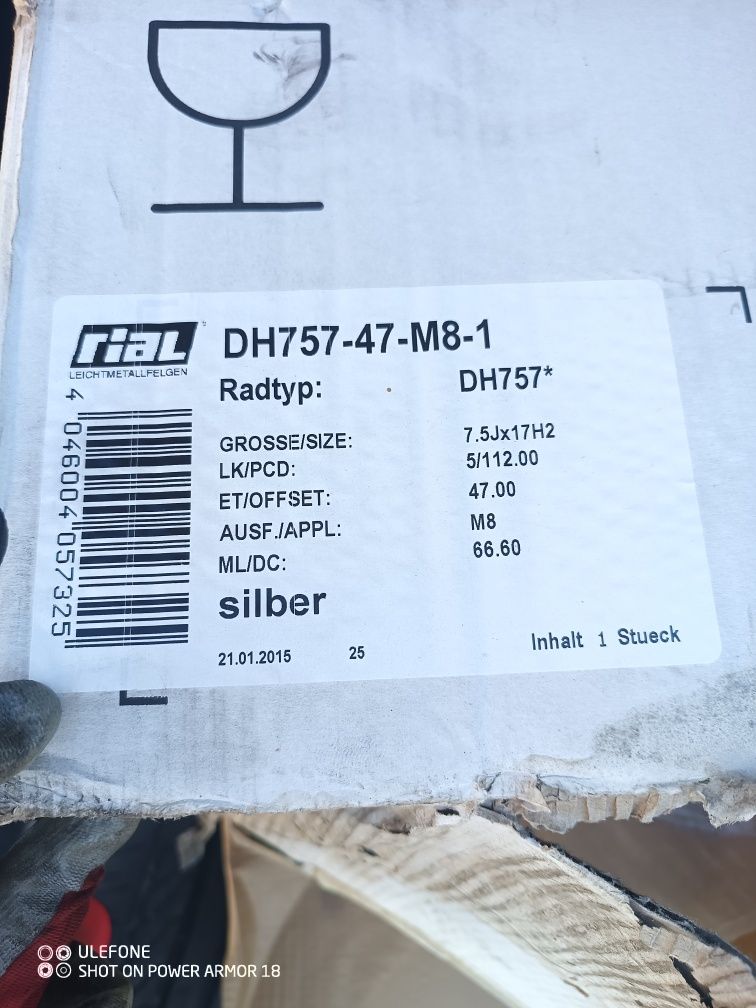 rial
LEICHTMETALLFELGEN
DH757-47-M8-1
Radtyp: DH757*
GROSSE/SIZE: 7.5Jx17H2
LK/PCD: 5/112.00
ET/OFFSET: 47.00
AUSF./APPL: M8
ML/DC: 66.60
silber
21.01.2015 25
Inhalt 1 Stueck
4 046004 057325
ULEFONE
SHOT ON POWER ARMOR 18